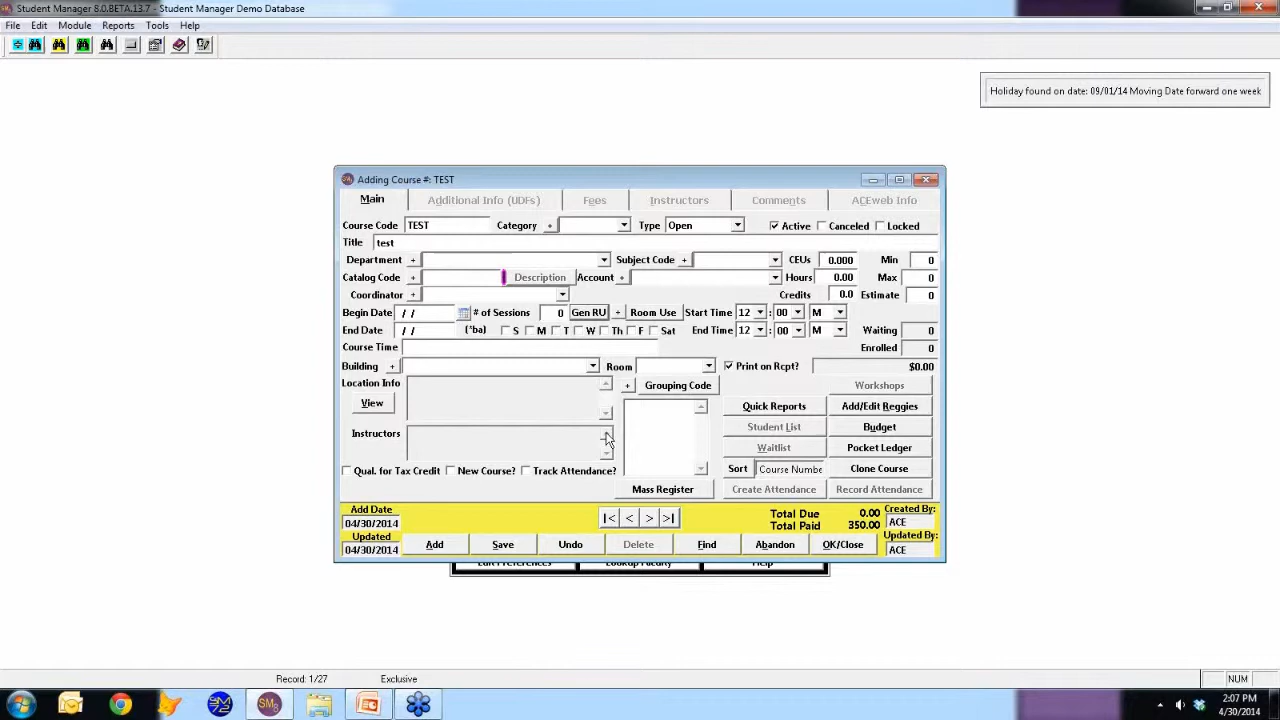 Student Manager 8.0.BETA.13.7 - Student Manager Demo Database
File Edit Module Reports Tools Help
Holiday found on date: 09/01/14 Moving Date forward one week
Adding Course #: TEST
Main Additional Info (UDFs) Fees Instructors Comments ACEweb Info
Course Code TEST Category + Type Open Active Canceled Locked
Title test
Department + Subject Code + CEUs 0.000 Min 0
Catalog Code + Description Account + Hours 0.00 Max 0
Coordinator + Credits 0.0 Estimate 0
Begin Date / / # of Sessions 0 Gen RU + Room Use Start Time 12 00 M
End Date / / (*ba) S M T W Th F Sat End Time 12 00 M Waiting 0
Course Time Enrolled 0
Building + Room Print on Rcpt? $0.00
Location Info + Grouping Code Workshops
View Quick Reports Add/Edit Reggies
Instructors Student List Budget
Waitlist Pocket Ledger
Qual. for Tax Credit New Course? Track Attendance? Sort Course Numbe Clone Course
Mass Register Create Attendance Record Attendance
Add Date |< < > >| Total Due 0.00 Created By:
04/30/2014 Total Paid 350.00 ACE
Updated Updated By:
04/30/2014 Add Save Undo Delete Find Abandon OK/Close ACE
Edit Preferences Lookup Faculty Help
Record: 1/27 Exclusive NUM
2:07 PM
4/30/2014